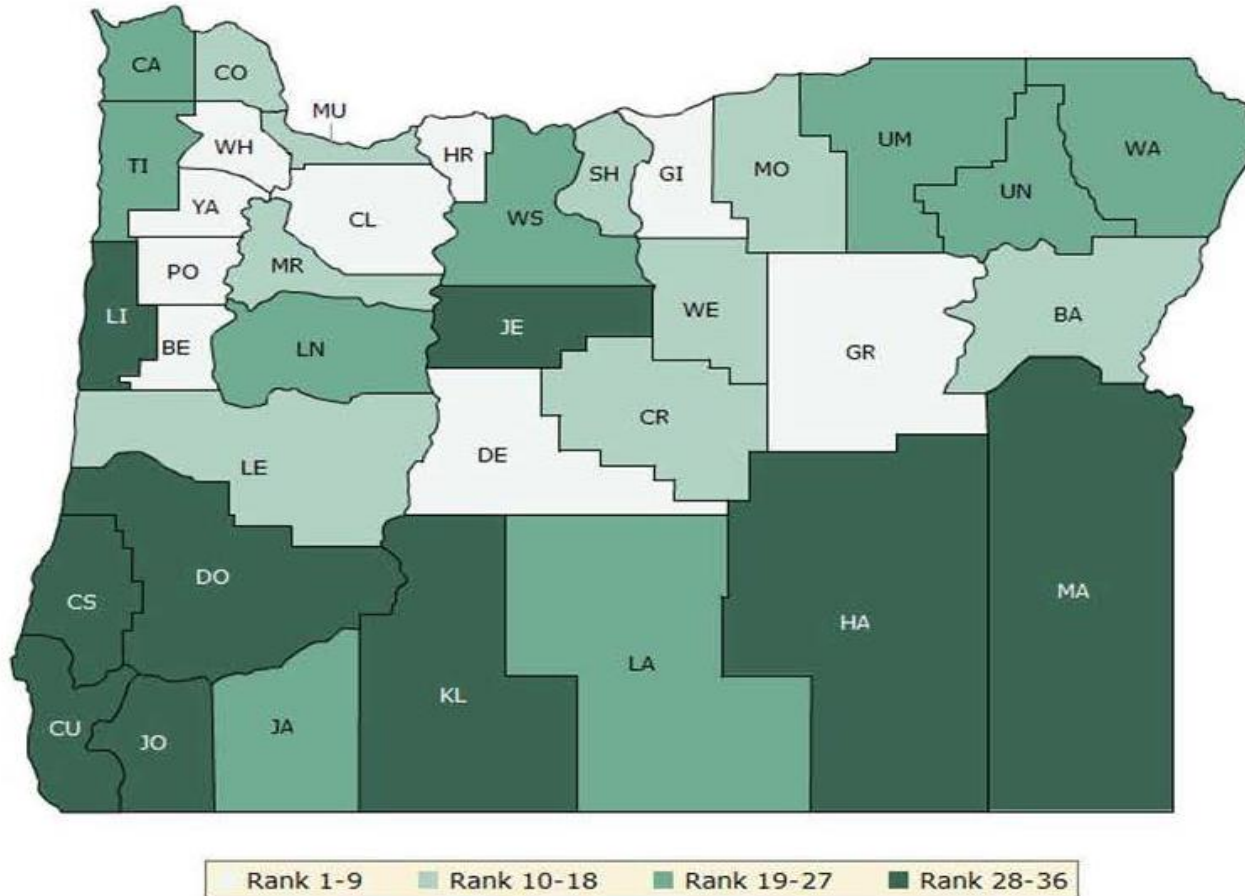 CA
CO
MU
WH
HR
TI
SH
GI
MO
UM
UN
WA
YA
CL
WS
PO
MR
LI
BE
LN
JE
WE
GR
BA
LE
DE
CR
CS
DO
HA
MA
LA
KL
CU
JO
JA
Rank 1-9 Rank 10-18 Rank 19-27 Rank 28-36